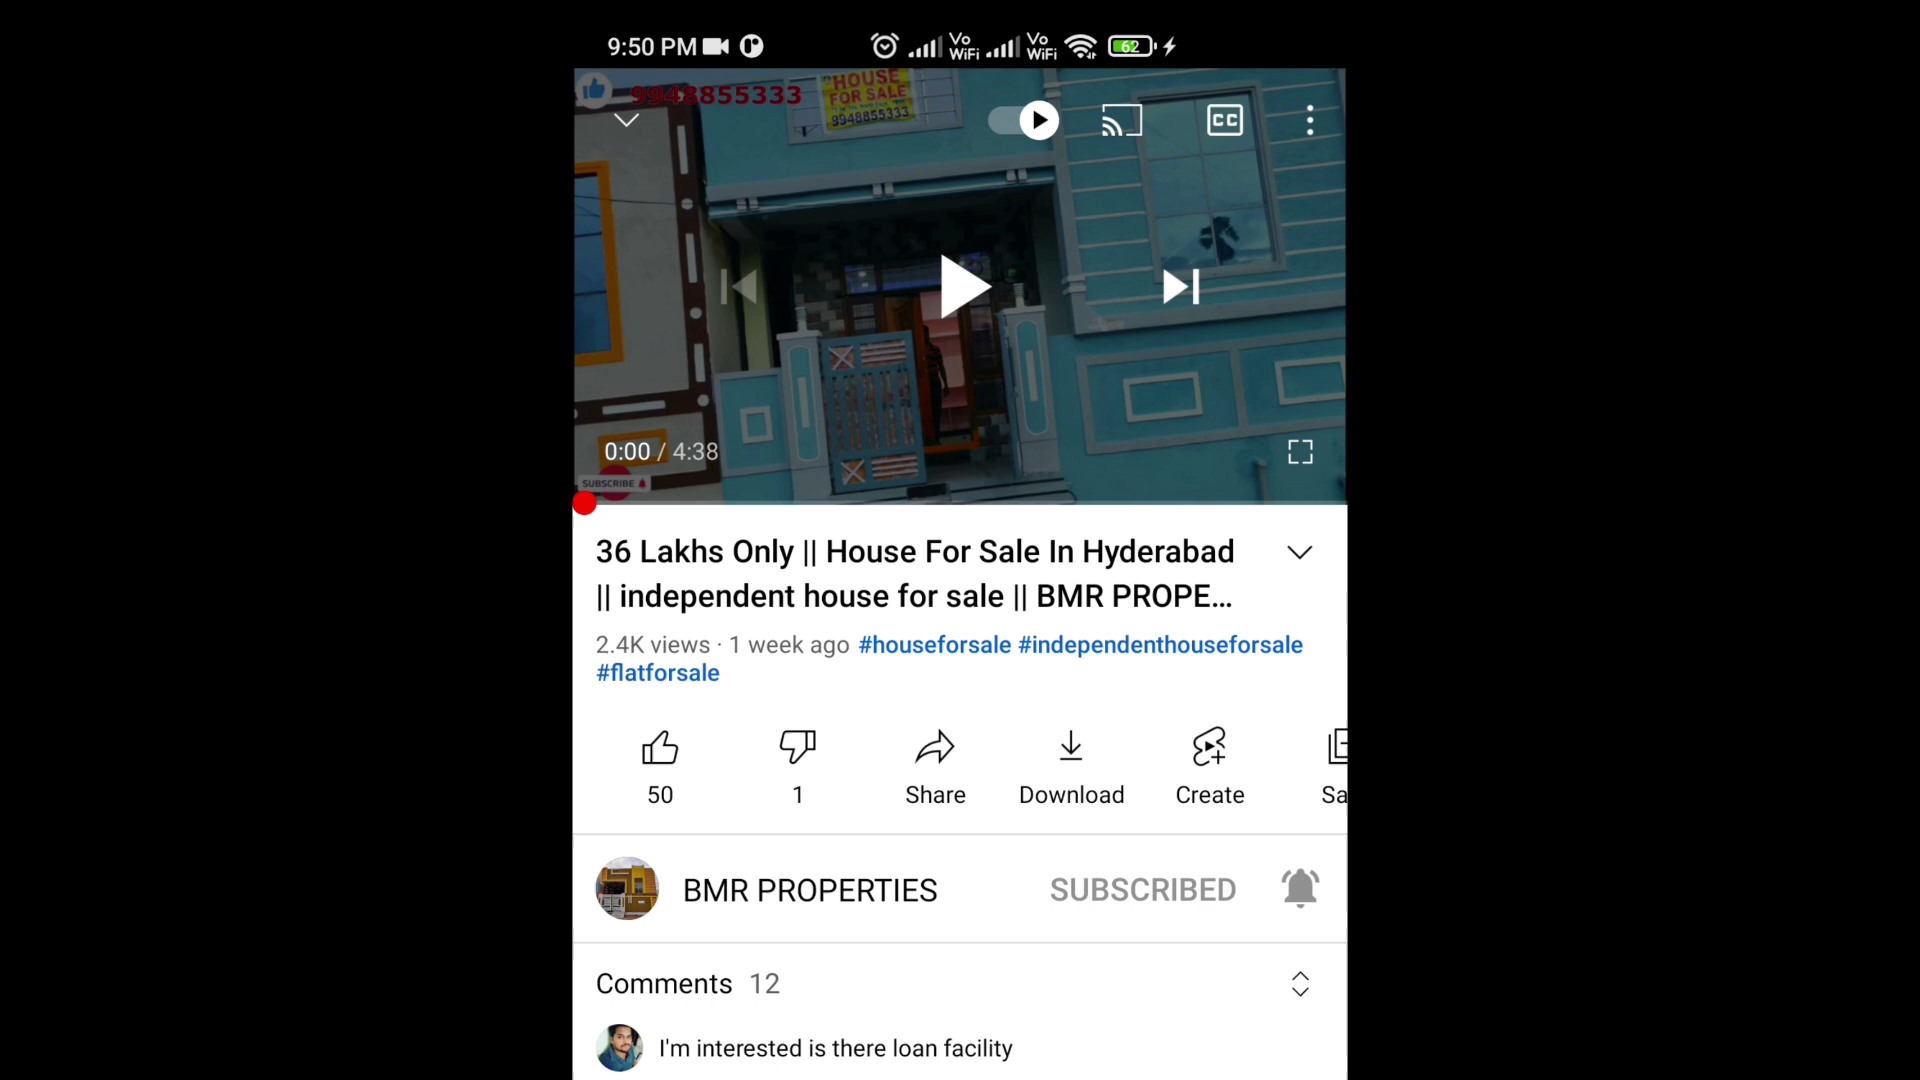 9:50 PM
Vo WiFi
Vo WiFi
62
9948855333
HOUSE
FOR SALE
9948855333
CC
0:00 / 4:38
SUBSCRIBE
36 Lakhs Only || House For Sale In Hyderabad
|| independent house for sale || BMR PROPE...
2.4K views · 1 week ago #houseforsale #independenthouseforsale
#flatforsale
50
1
Share
Download
Create
Sa
BMR PROPERTIES
SUBSCRIBED
Comments 12
I'm interested is there loan facility